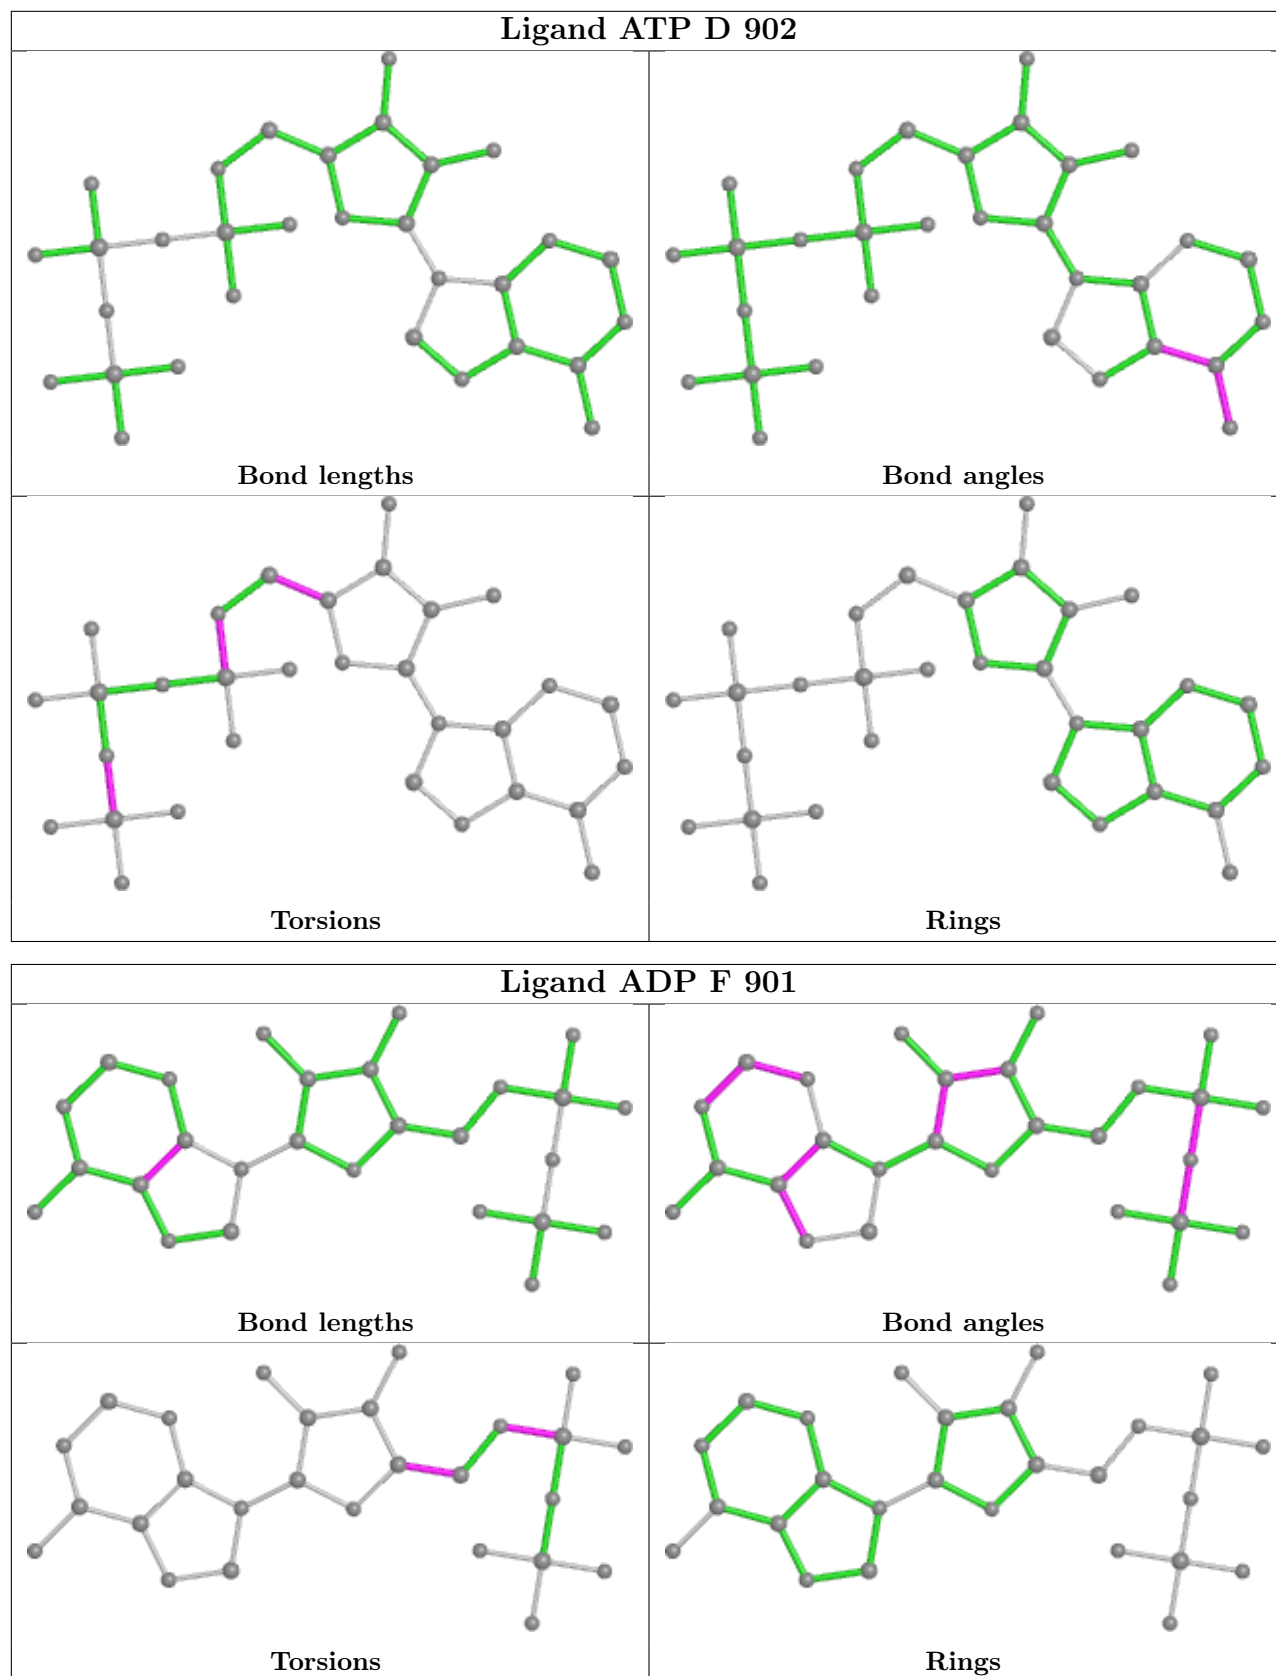 Ligand ATP D 902
Bond lengths
Bond angles
Torsions
Rings
Ligand ADP F 901
Bond lengths
Bond angles
Torsions
Rings